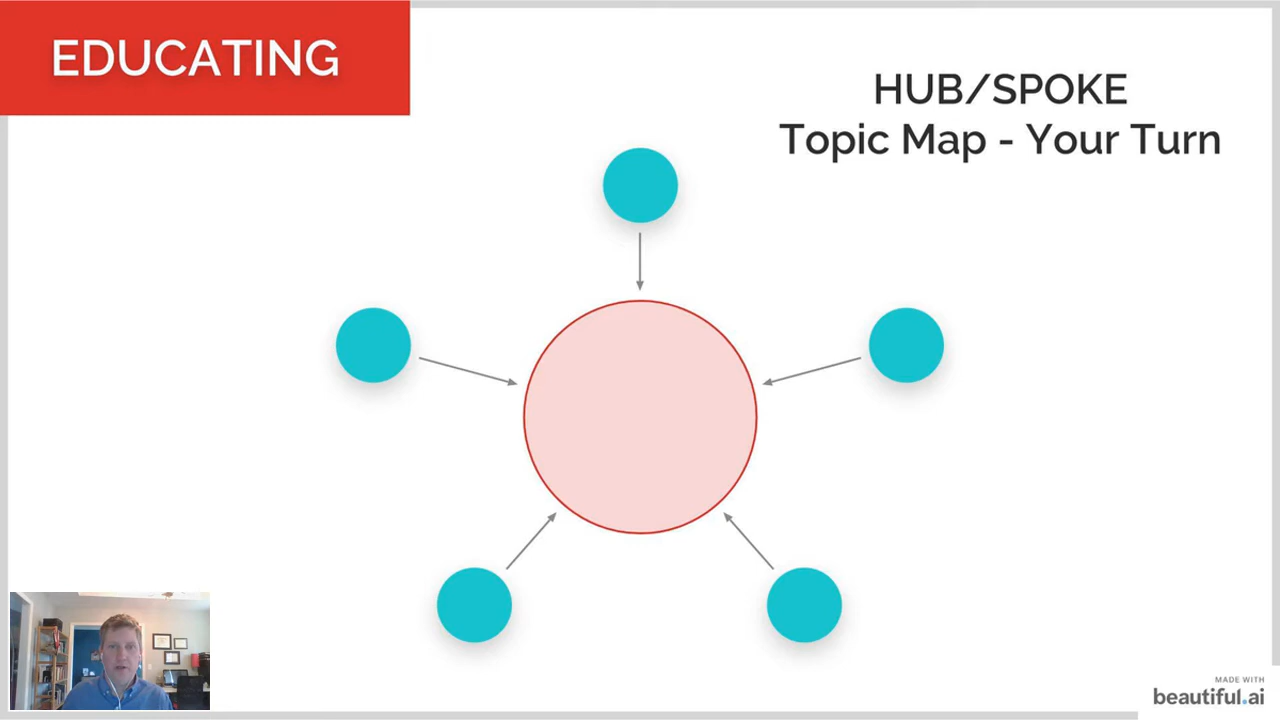 EDUCATING
HUB/SPOKE
Topic Map - Your Turn
MADE WITH
beautiful.ai